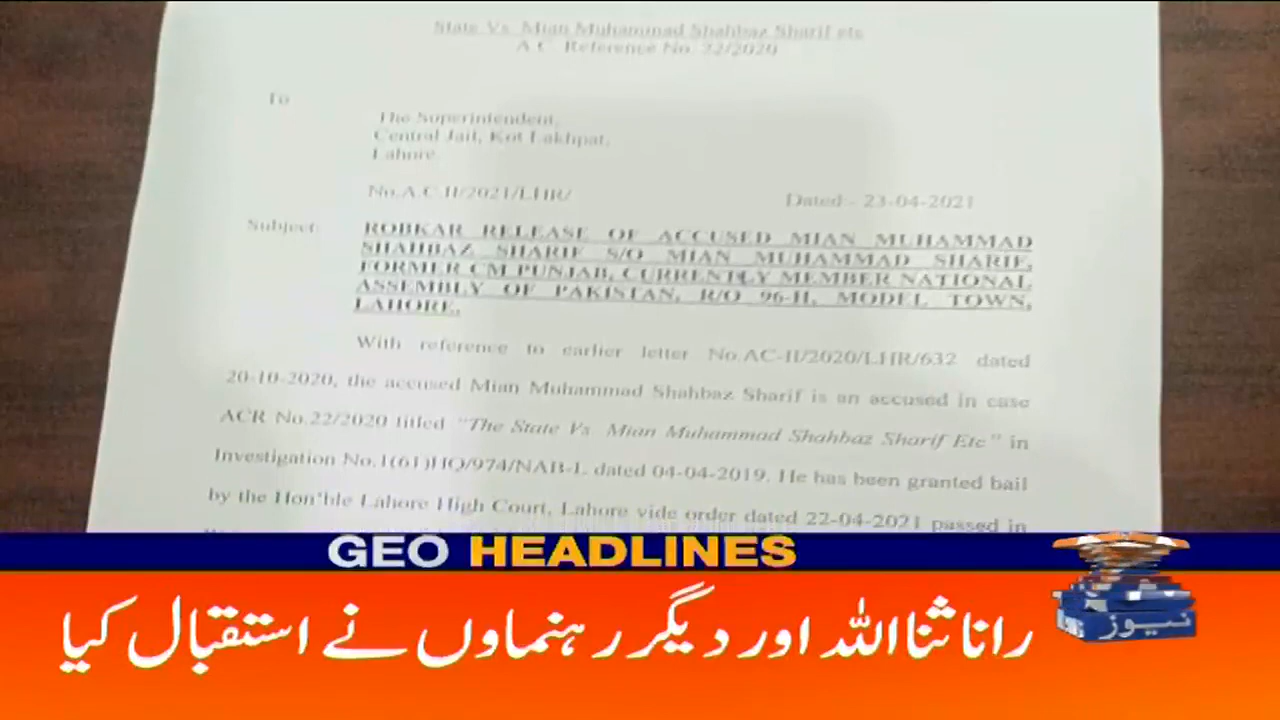 State Vs. Mian Muhammad Shahbaz Sharif etc
A.C. Reference No. 22/2020
To
The Superintendent,
Central Jail, Kot Lakhpat,
Lahore.
No.A.C.II/2021/LHR/ Dated:- 23-04-2021
Subject: ROBKAR RELEASE OF ACCUSED MIAN MUHAMMAD
SHAHBAZ SHARIF S/O MIAN MUHAMMAD SHARIF,
FORMER CM PUNJAB, CURRENTLY MEMBER NATIONAL
ASSEMBLY OF PAKISTAN, R/O 96-H, MODEL TOWN,
LAHORE.
With reference to earlier letter No.AC-II/2020/LHR/632 dated
20-10-2020, the accused Mian Muhammad Shahbaz Sharif is an accused in case
ACR No.22/2020 titled "The State Vs. Mian Muhammad Shahbaz Sharif Etc" in
Investigation No.1(61)HQ/974/NAB-L dated 04-04-2019. He has been granted bail
by the Hon'ble Lahore High Court, Lahore vide order dated 22-04-2021 passed in
GEO HEADLINES
نیوز
رانا ثنااللہ اور دیگر رہنماوں نے استقبال کیا